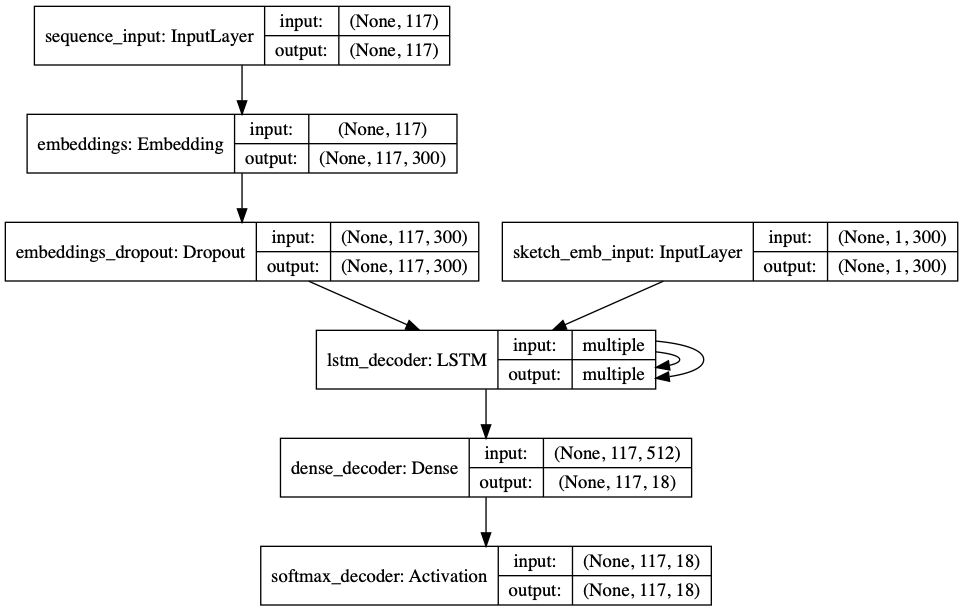 sequence_input: InputLayer
input: (None, 117)
output: (None, 117)
embeddings: Embedding
input: (None, 117)
output: (None, 117, 300)
embeddings_dropout: Dropout
input: (None, 117, 300)
output: (None, 117, 300)
sketch_emb_input: InputLayer
input: (None, 1, 300)
output: (None, 1, 300)
lstm_decoder: LSTM
input: multiple
output: multiple
dense_decoder: Dense
input: (None, 117, 512)
output: (None, 117, 18)
softmax_decoder: Activation
input: (None, 117, 18)
output: (None, 117, 18)